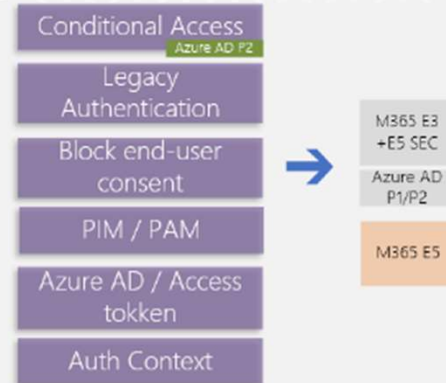 Conditional Access
Azure AD P2
Legacy
Authentication
Block end-user
consent
PIM / PAM
Azure AD / Access
tokken
Auth Context
M365 E3
+E5 SEC
Azure AD
P1/P2
M365 E5